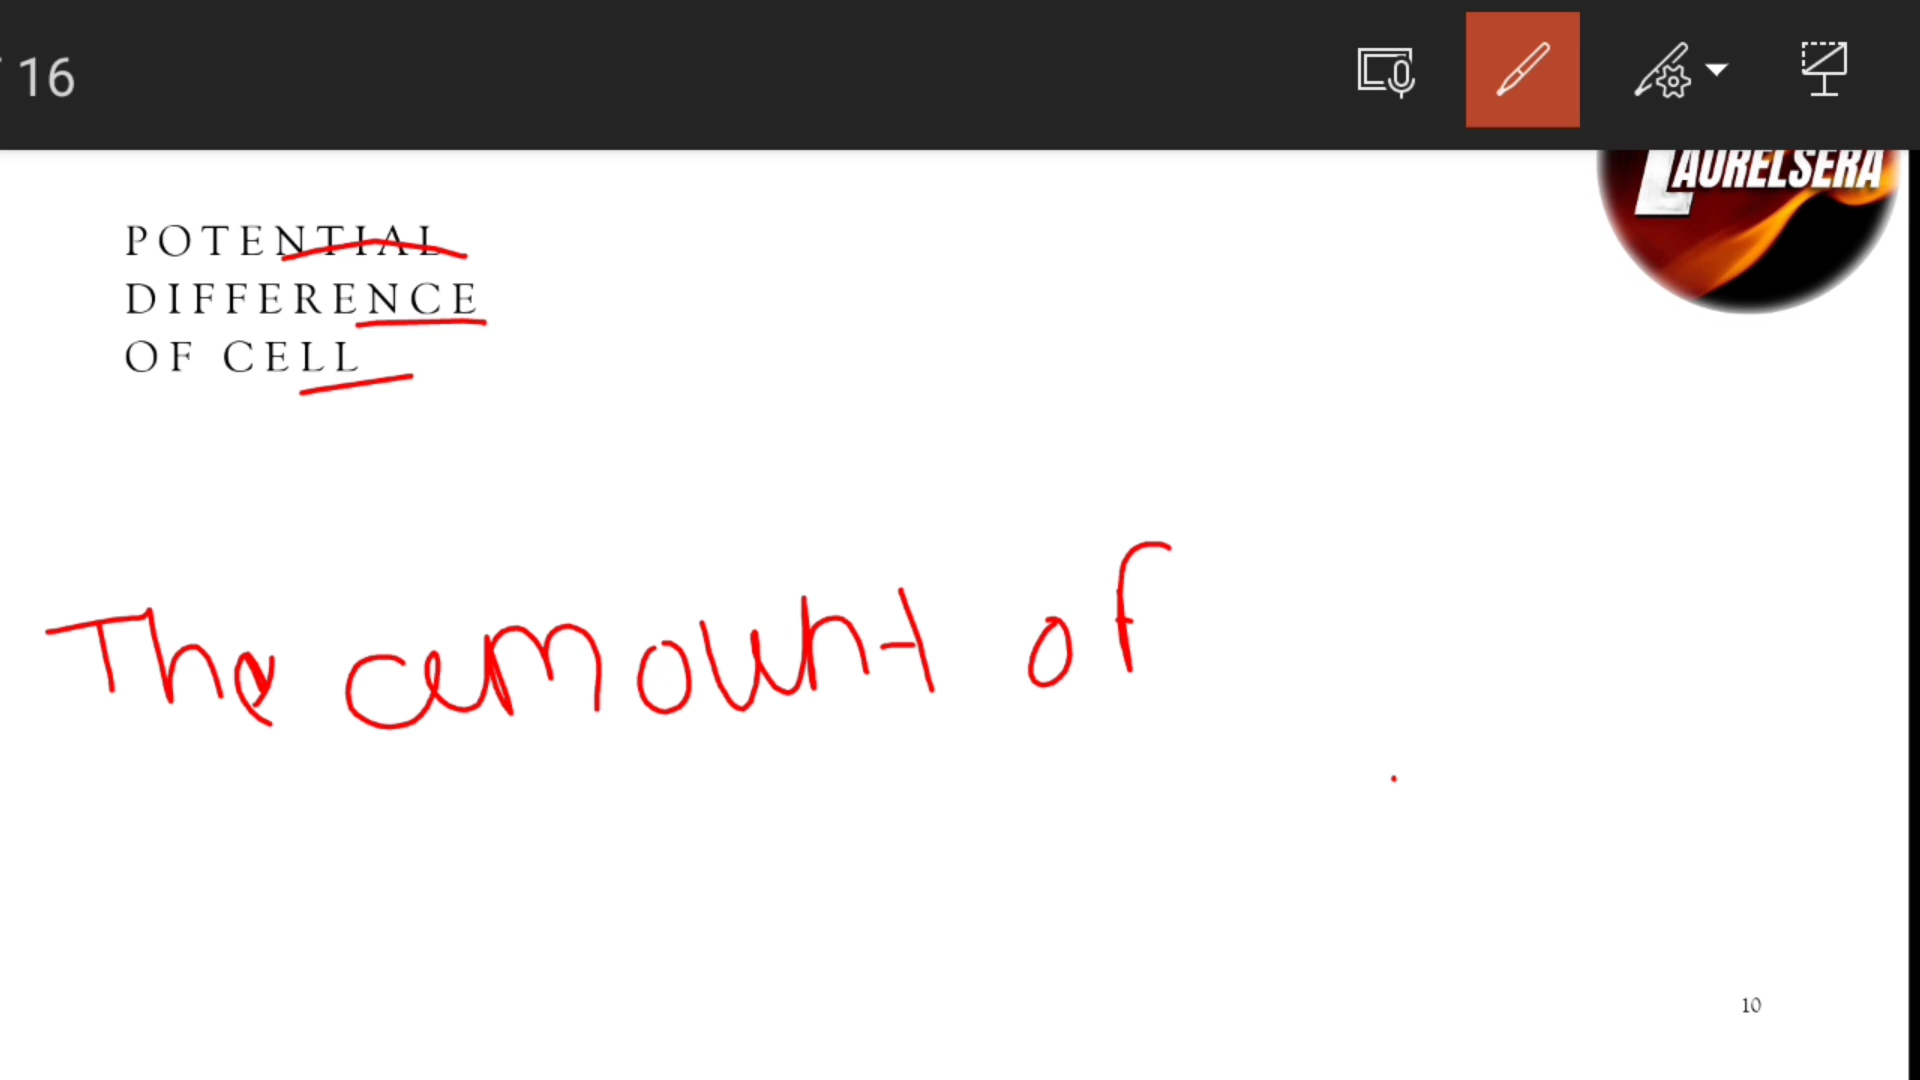 16
LAURELSERA
POTENTIAL
DIFFERENCE
OF CELL
The amount of
10